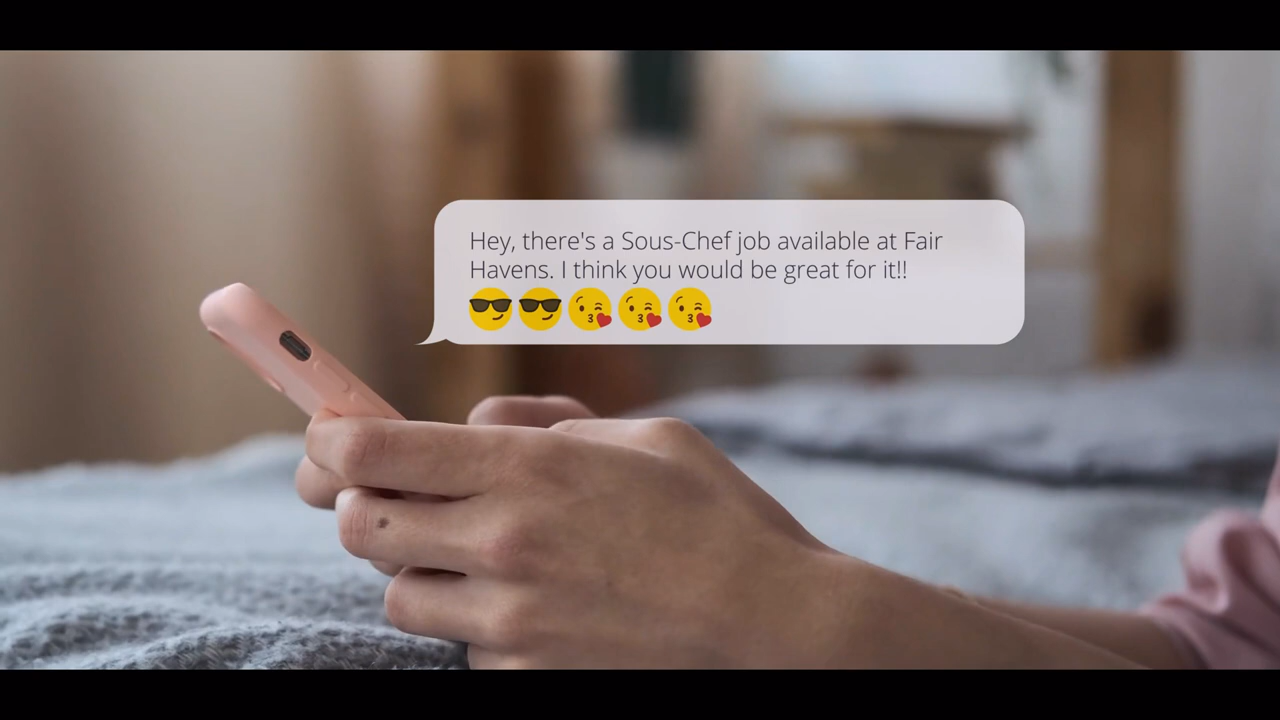 Hey, there's a Sous-Chef job available at Fair
Havens. I think you would be great for it!!
😎😎😘😘😘